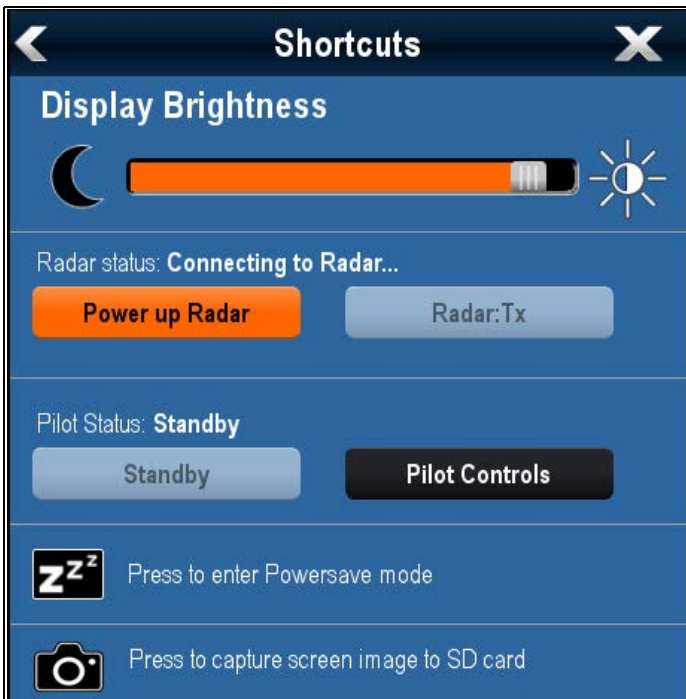 Shortcuts
Display Brightness
Radar status: Connecting to Radar...
Power up Radar
Radar:Tx
Pilot Status: Standby
Standby
Pilot Controls
zzz
Press to enter Powersave mode
Press to capture screen image to SD card